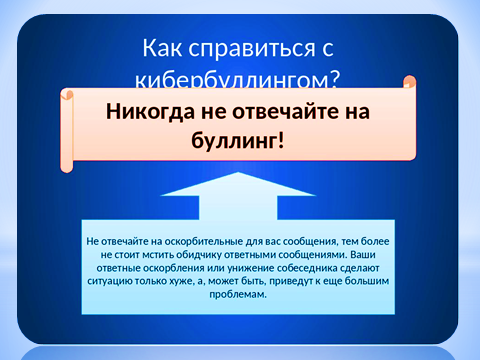 Как справиться с
кибербуллингом?
Никогда не отвечайте на
буллинг!
Не отвечайте на оскорбительные для вас сообщения, тем более
не стоит мстить обидчику ответными сообщениями. Ваши
ответные оскорбления или унижение собеседника сделают
ситуацию только хуже, а, может быть, приведут к еще большим
проблемам.